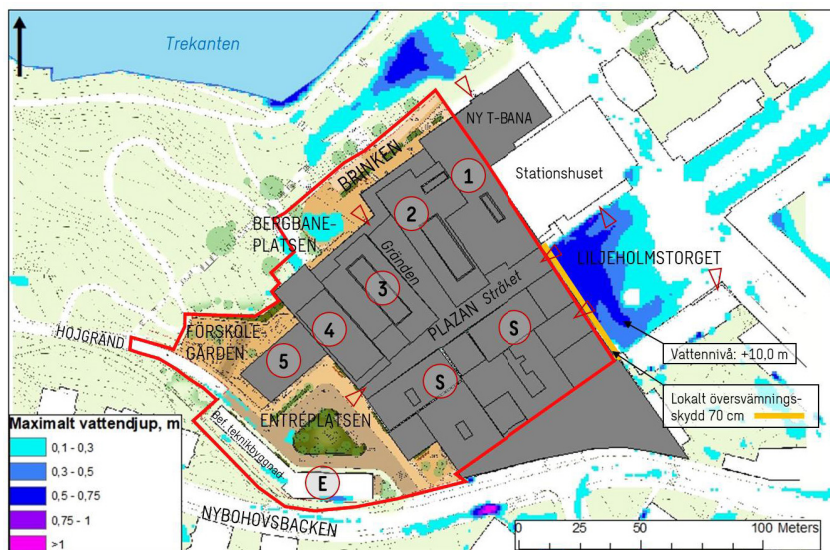 Trekanten
NY T-BANA
BRINKEN
1
Stationshuset
2
BERGBANE-
PLATSEN
Gränden
LILJEHOLMSTORGET
3
PLAZAN Stråket
FÖRSKOLE-
GÅRDEN
4
S
HÖJGRÄND
5
Vattennivå: +10,0 m
S
Lokalt översvämnings-
skydd 70 cm
ENTRÉPLATSEN
Maximalt vattendjup, m
0,1 - 0,3
0,3 - 0,5
0,5 - 0,75
0,75 - 1
>1
Bef. teknikbyggnad
E
NYBOHOVSBACKEN
0 25 50 100 Meters